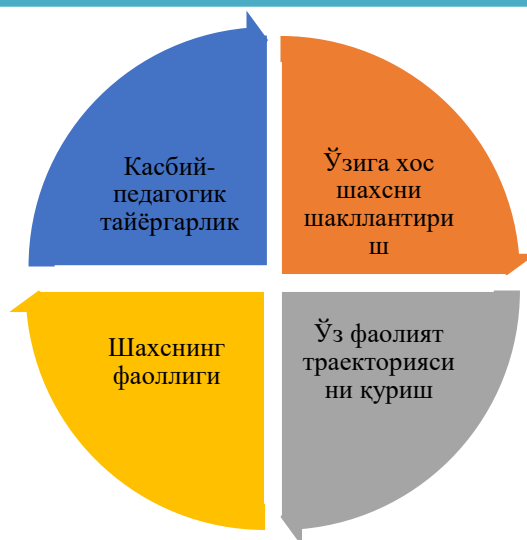 Касбий-
педагогик
тайёргарлик
Ўзига хос
шахсни
шакллантири
ш
Шахснинг
фаоллиги
Ўз фаолият
траекторияси
ни қуриш